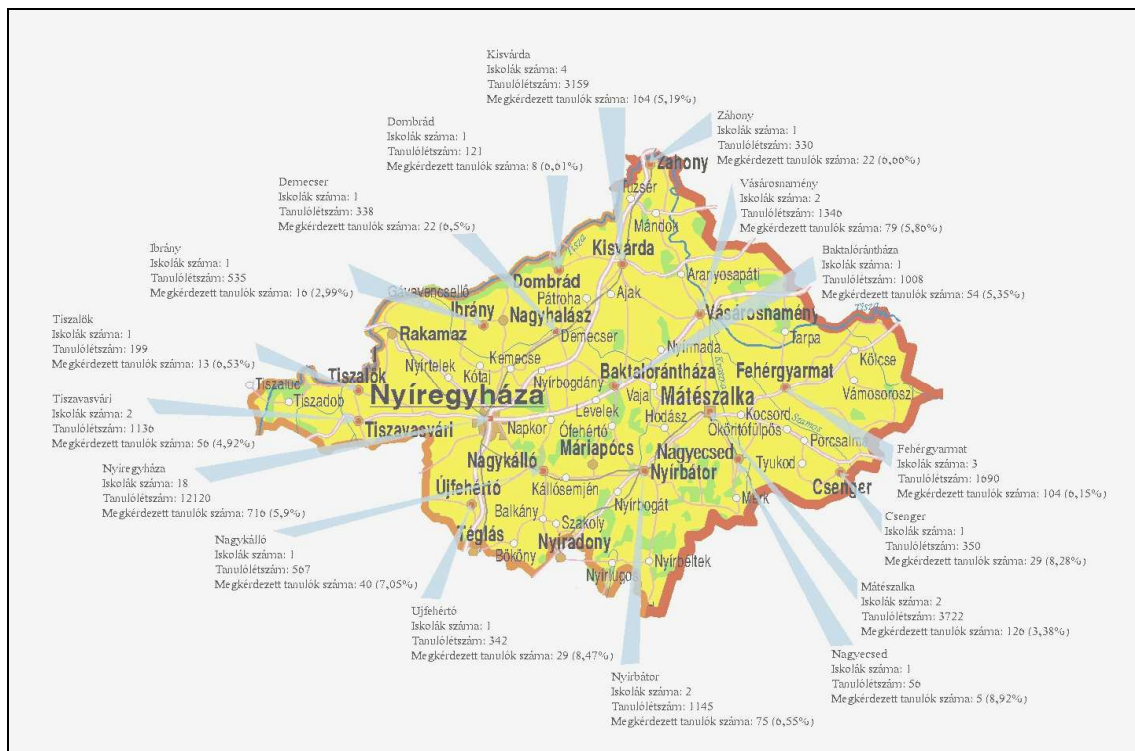 Kisvárda
Iskolák száma: 4
Tanulólétszám: 3159
Megkérdezett tanulók száma: 164 (5,19%)
Dombrád
Iskolák száma: 1
Tanulólétszám: 121
Megkérdezett tanulók száma: 8 (6,61%)
Záhony
Iskolák száma: 1
Tanulólétszám: 330
Megkérdezett tanulók száma: 22 (6,66%)
Demecser
Iskolák száma: 1
Tanulólétszám: 338
Megkérdezett tanulók száma: 22 (6,5%)
Vásárosnamény
Iskolák száma: 2
Tanulólétszám: 1346
Megkérdezett tanulók száma: 79 (5,86%)
Ibrány
Iskolák száma: 1
Tanulólétszám: 535
Megkérdezett tanulók száma: 16 (2,99%)
Baktalórántháza
Iskolák száma: 1
Tanulólétszám: 1008
Megkérdezett tanulók száma: 54 (5,35%)
Tiszalök
Iskolák száma: 1
Tanulólétszám: 199
Megkérdezett tanulók száma: 13 (6,53%)
Tiszavasvári
Iskolák száma: 2
Tanulólétszám: 1136
Megkérdezett tanulók száma: 56 (4,92%)
Nyíregyháza
Iskolák száma: 18
Tanulólétszám: 12120
Megkérdezett tanulók száma: 716 (5,9%)
Nagykálló
Iskolák száma: 1
Tanulólétszám: 567
Megkérdezett tanulók száma: 40 (7,05%)
Ujfehértó
Iskolák száma: 1
Tanulólétszám: 342
Megkérdezett tanulók száma: 29 (8,47%)
Nyírbátor
Iskolák száma: 2
Tanulólétszám: 1145
Megkérdezett tanulók száma: 75 (6,55%)
Fehérgyarmat
Iskolák száma: 3
Tanulólétszám: 1690
Megkérdezett tanulók száma: 104 (6,15%)
Csenger
Iskolák száma: 1
Tanulólétszám: 350
Megkérdezett tanulók száma: 29 (8,28%)
Mátészalka
Iskolák száma: 2
Tanulólétszám: 3722
Megkérdezett tanulók száma: 126 (3,38%)
Nagyecsed
Iskolák száma: 1
Tanulólétszám: 56
Megkérdezett tanulók száma: 5 (8,92%)
Záhony
Tuzsér
Mándok
Tisza
Kisvárda
Aranyosapáti
Dombrád
Gávavencsellő
Pátroha
Ajak
Ibrány
Nagyhalász
Vásárosnamény
Tisza
Rakamaz
Demecser
Tarpa
Nyírmada
Kraszna
Kölcse
Nyírtelek
Kemecse
Kótaj
Nyírbogdány
Baktalórántháza
Fehérgyarmat
Tiszalök
Tiszaluc
Vaja
Vámosoroszi
Nyíregyháza
Mátészalka
Tiszadob
Levelek
Hodász
Kocsord
Szamos
Tiszavasvári
Napkor
Ófehértó
Ököritófülpös
Porcsalma
Máriapócs
Nagyecsed
Nagykálló
Nyírbátor
Tyukod
Csenger
Újfehértó
Kállósemjén
Balkány
Nyírbogát
Mérk
Szakoly
Téglás
Nyíradony
Bököny
Nyírlugos
Nyírbéltek